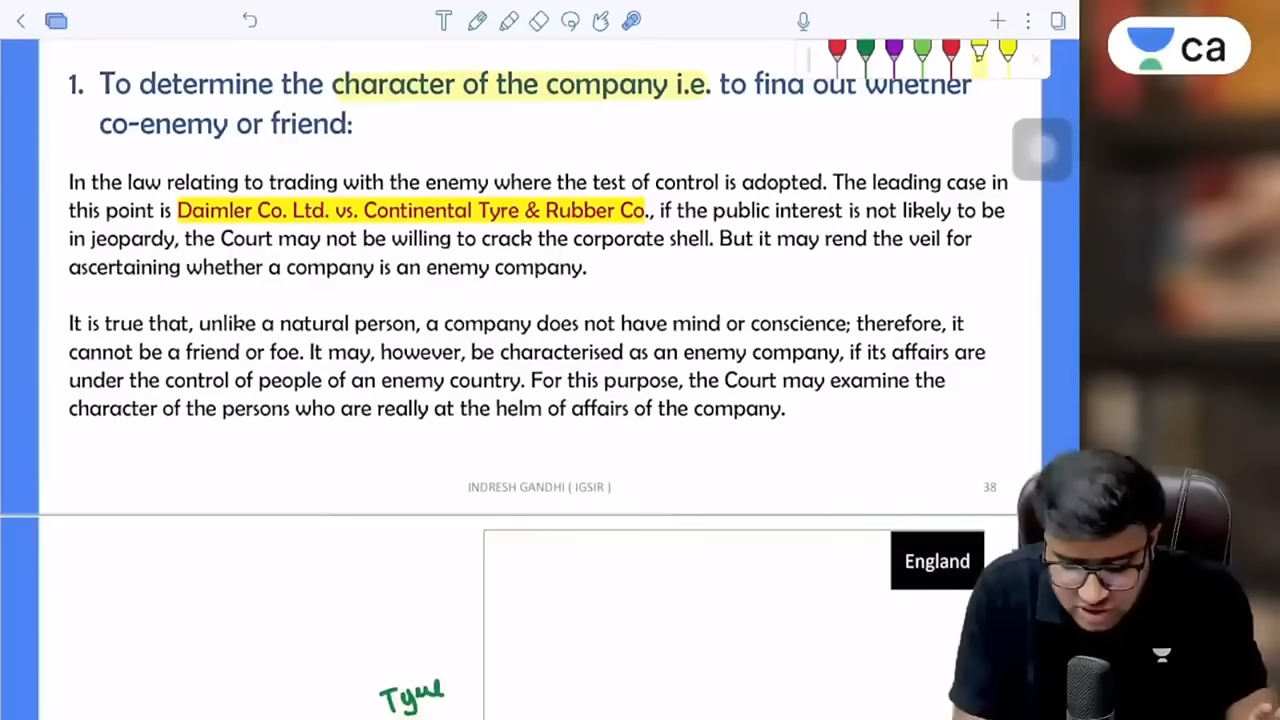 ca
1. To determine the character of the company i.e. to find out whether
co-enemy or friend:
In the law relating to trading with the enemy where the test of control is adopted. The leading case in
this point is Daimler Co. Ltd. vs. Continental Tyre & Rubber Co., if the public interest is not likely to be
in jeopardy, the Court may not be willing to crack the corporate shell. But it may rend the veil for
ascertaining whether a company is an enemy company.
It is true that, unlike a natural person, a company does not have mind or conscience; therefore, it
cannot be a friend or foe. It may, however, be characterised as an enemy company, if its affairs are
under the control of people of an enemy country. For this purpose, the Court may examine the
character of the persons who are really at the helm of affairs of the company.
INDRESH GANDHI ( IGSIR )
38
England
Tyre